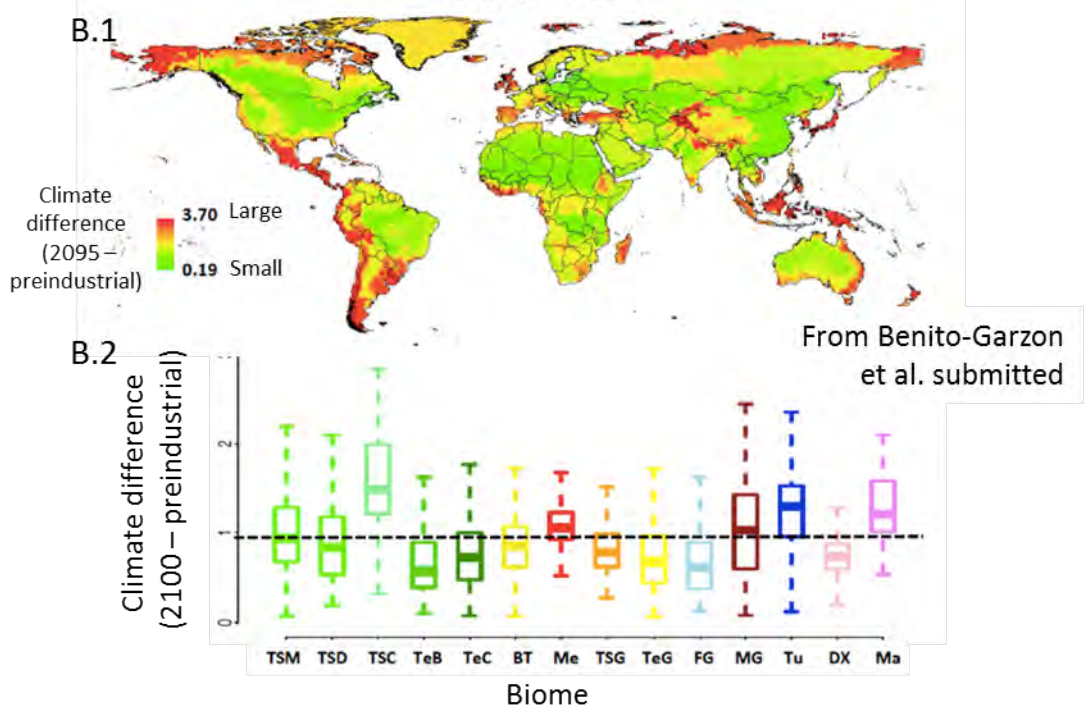 B.1
Climate
difference
(2095 –
preindustrial)
3.70 Large
0.19 Small
From Benito-Garzon
et al. submitted
B.2
Climate difference
(2100 – preindustrial)
2
1
0
TSM TSD TSC TeB TeC BT Me TSG TeG FG MG Tu DX Ma
Biome